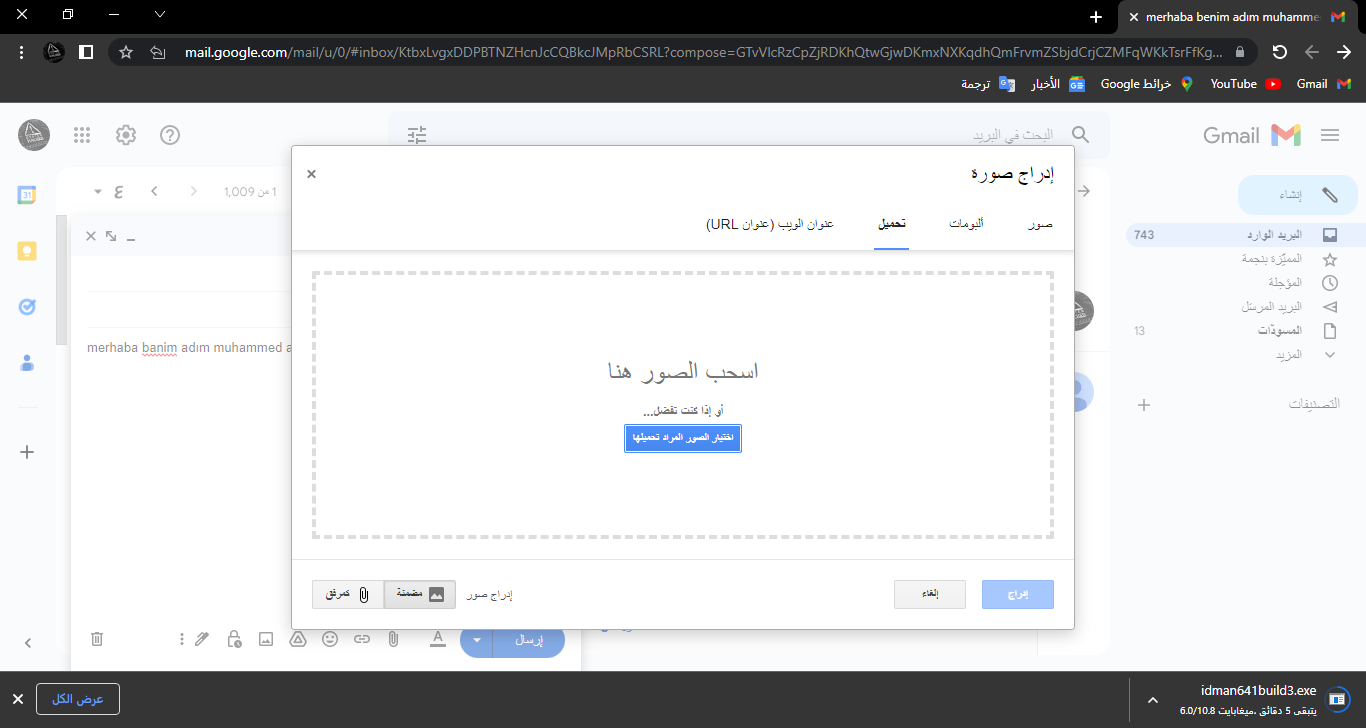 merhaba benim adım muhamme
mail.google.com/mail/u/0/#inbox/KtbxLvgxDDPBTNZHcnJcCQBkcJMpRbCSRL?compose=GTvVlcRzCpZjRDKhQtwGjwDKmxNXKqdhQmFrvmZSbjdCrjCZMFqWKkTsrFfKg...
Gmail
YouTube
خرائط Google
الأخبار
ترجمة
Gmail
البحث في البريد
إنشاء
البريد الوارد 743
المميّزة بنجمة
المؤجلة
البريد المرسَل
المسودّات 13
المزيد
التصنيفات
1 من 1,009
ع
31
merhaba banim adım muhammed a
إدراج صورة
صور
ألبومات
تحميل
عنوان الويب (عنوان URL)
اسحب الصور هنا
أو إذا كنت تفضل...
اختيار الصور المراد تحميلها
إدراج
إلغاء
إدراج صور
مضمنة
كمرفق
إرسال
idman641build3.exe
6.0/10.8 ميغابايت، يتبقى 5 دقائق
عرض الكل